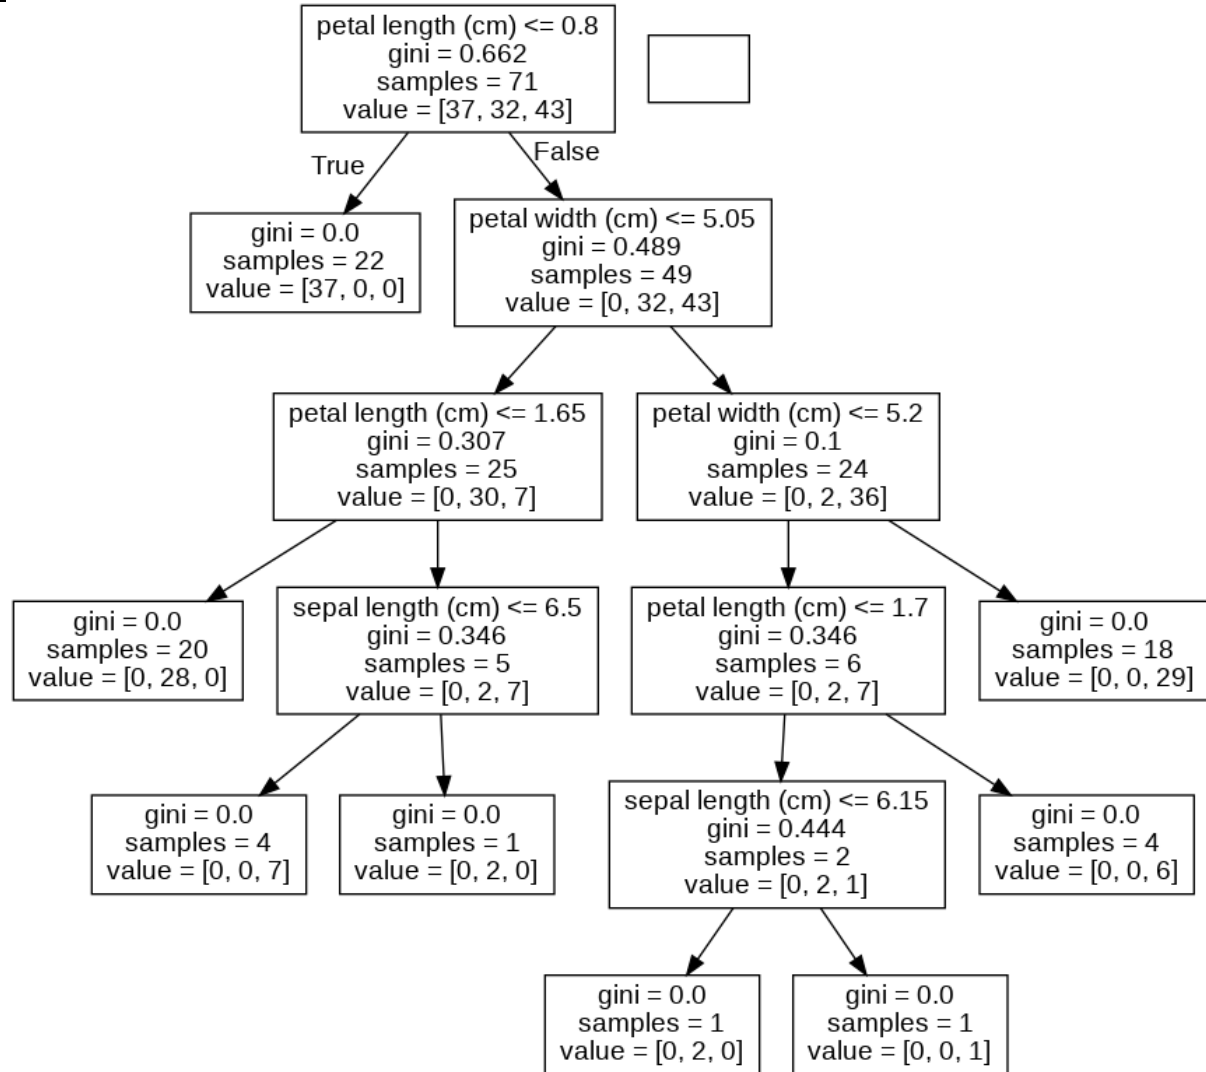 petal length (cm) <= 0.8
gini = 0.662
samples = 71
value = [37, 32, 43]
True
False
gini = 0.0
samples = 22
value = [37, 0, 0]
petal width (cm) <= 5.05
gini = 0.489
samples = 49
value = [0, 32, 43]
petal length (cm) <= 1.65
gini = 0.307
samples = 25
value = [0, 30, 7]
petal width (cm) <= 5.2
gini = 0.1
samples = 24
value = [0, 2, 36]
gini = 0.0
samples = 20
value = [0, 28, 0]
sepal length (cm) <= 6.5
gini = 0.346
samples = 5
value = [0, 2, 7]
petal length (cm) <= 1.7
gini = 0.346
samples = 6
value = [0, 2, 7]
gini = 0.0
samples = 18
value = [0, 0, 29]
gini = 0.0
samples = 4
value = [0, 0, 7]
gini = 0.0
samples = 1
value = [0, 2, 0]
sepal length (cm) <= 6.15
gini = 0.444
samples = 2
value = [0, 2, 1]
gini = 0.0
samples = 4
value = [0, 0, 6]
gini = 0.0
samples = 1
value = [0, 2, 0]
gini = 0.0
samples = 1
value = [0, 0, 1]